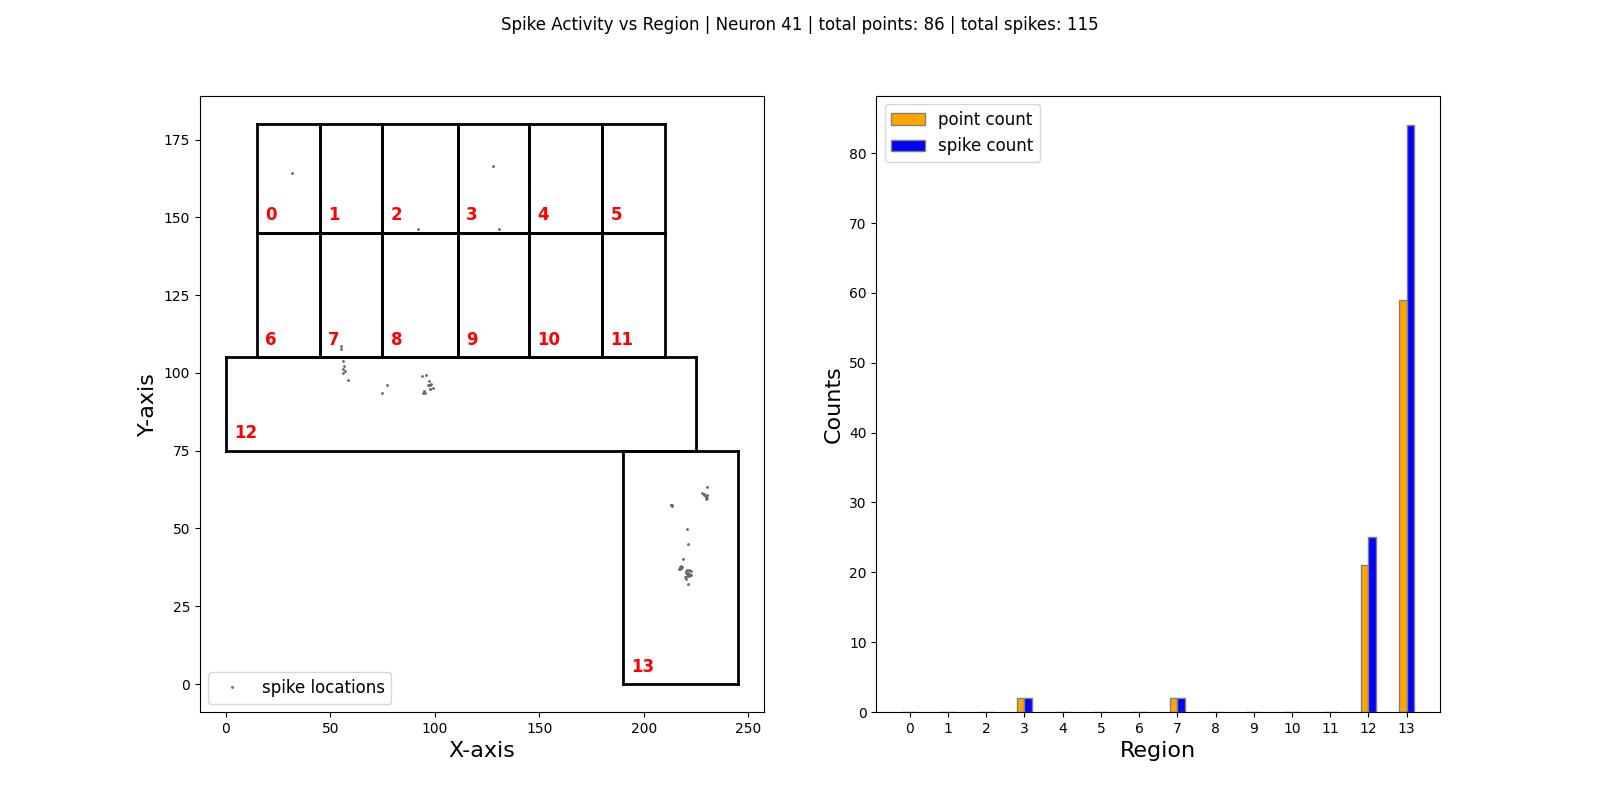 Spike Activity vs Region | Neuron 41 | total points: 86 | total spikes: 115
175
150
125
100
75
50
25
0
Y-axis
0 1 2 3 4 5
6 7 8 9 10 11
12
13
spike locations
0 50 100 150 200 250
X-axis
point count
spike count
80
70
60
50
40
30
20
10
0
Counts
0 1 2 3 4 5 6 7 8 9 10 11 12 13
Region